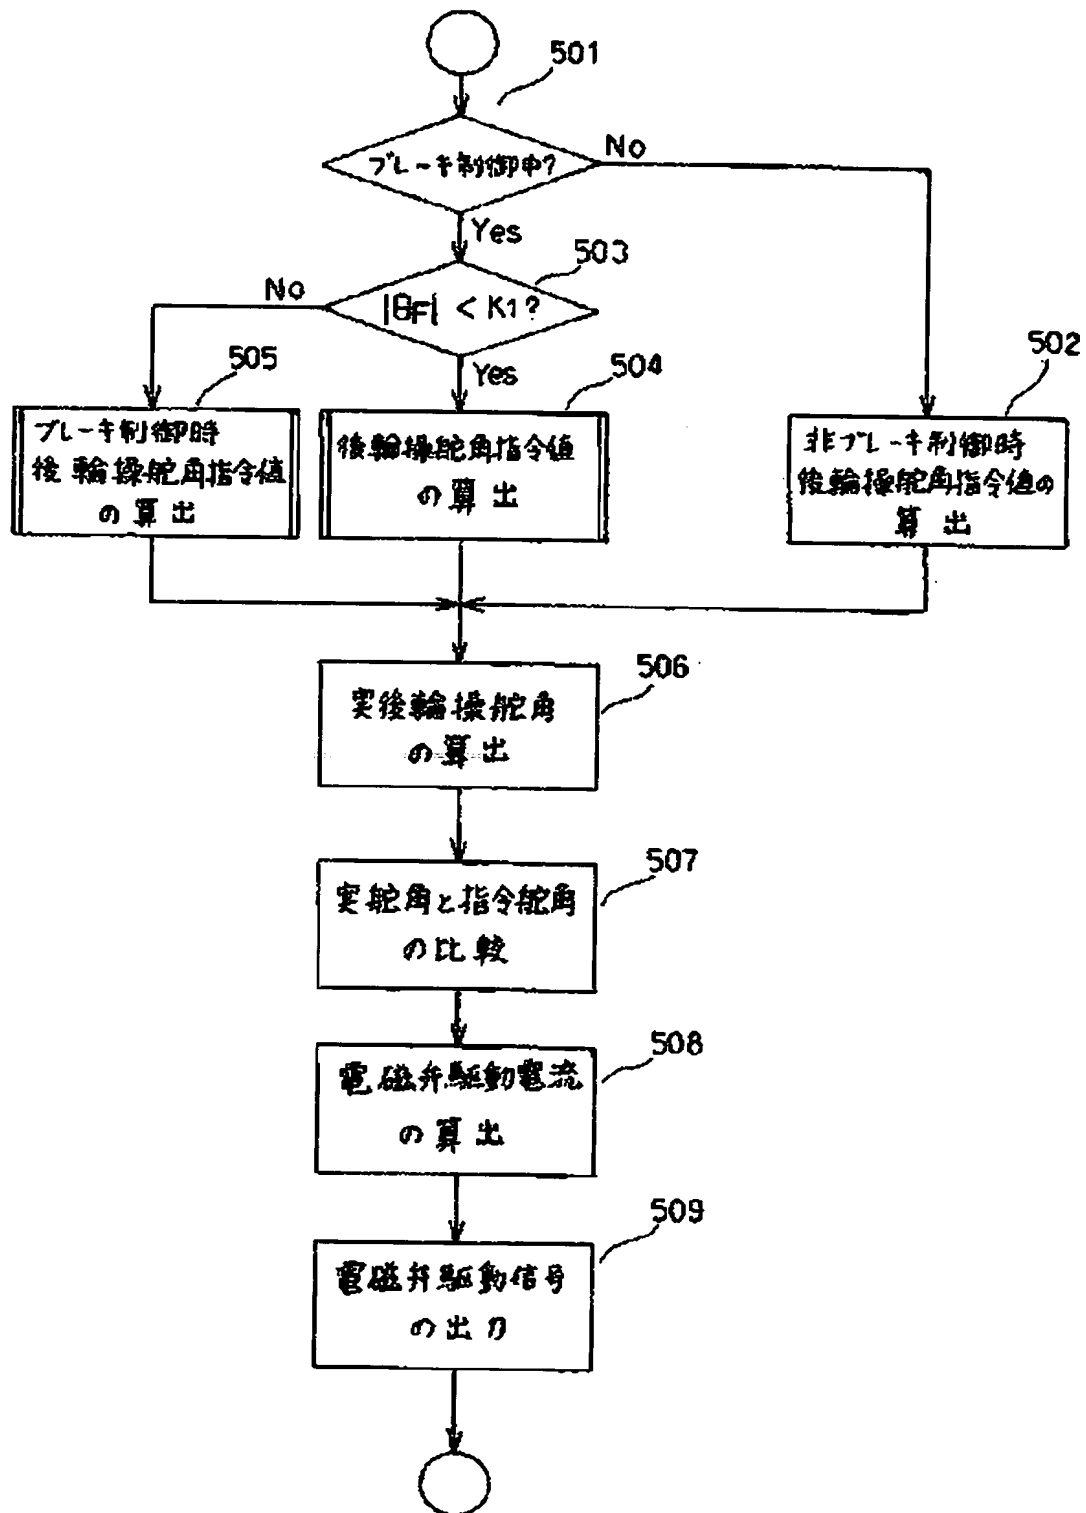 501
ブレーキ制御中?
No
Yes
503
|θF| < K1?
No
Yes
505
ブレーキ制御時
後輪操舵角指令値
の算出
504
後輪操舵角指令値
の算出
502
非ブレーキ制御時
後輪操舵角指令値の
算出
506
実後輪操舵角
の算出
507
実舵角と指令舵角
の比較
508
電磁弁駆動電流
の算出
509
電磁弁駆動信号
の出力